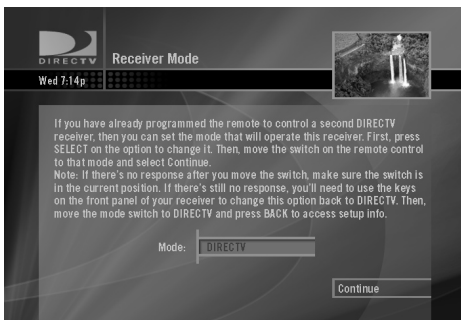 DIRECTV
Receiver Mode
Wed 7:14p
If you have already programmed the remote to control a second DIRECTV
receiver, then you can set the mode that will operate this receiver. First, press
SELECT on the option to change it. Then, move the switch on the remote control
to that mode and select Continue.
Note: If there's no response after you move the switch, make sure the switch is
in the current position. If there's still no response, you'll need to use the keys
on the front panel of your receiver to change this option back to DIRECTV. Then,
move the mode switch to DIRECTV and press BACK to access setup info.
Mode: DIRECTV
Continue